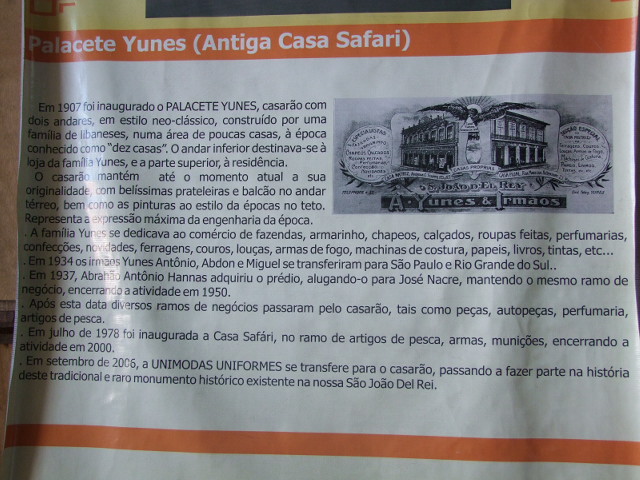 Palacete Yunes (Antiga Casa Safari)
Em 1907 foi inaugurado o PALACETE YUNES, casarão com
dois andares, em estilo neo-clássico, construído por uma
família de libaneses, numa área de poucas casas, à época
conhecido como "dez casas". O andar inferior destinava-se à
loja da família Yunes, e a parte superior, à residência.
O casarão mantém até o momento atual a sua
originalidade, com belíssimas prateleiras e balcão no andar
térreo, bem como as pinturas ao estilo da épocas no teto.
Representa a expressão máxima da engenharia da época.
ESPECIALIDADE
CHAPEOS, CALÇADOS
CASA PROPRIA
SECÇÃO ESPECIAL
S. JOÃO D'EL REY
A. YUNES & IRMÃOS
. A família Yunes se dedicava ao comércio de fazendas, armarinho, chapeos, calçados, roupas feitas, perfumarias,
confecções, novidades, ferragens, couros, louças, armas de fogo, machinas de costura, papeis, livros, tintas, etc...
. Em 1934 os irmãos Yunes Antônio, Abdon e Miguel se transferiram para São Paulo e Rio Grande do Sul..
. Em 1937, Abrahão Antônio Hannas adquiriu o prédio, alugando-o para José Nacre, mantendo o mesmo ramo de
negócio, encerrando a atividade em 1950.
. Após esta data diversos ramos de negócios passaram pelo casarão, tais como peças, autopeças, perfumaria,
artigos de pesca.
. Em julho de 1978 foi inaugurada a Casa Safári, no ramo de artigos de pesca, armas, munições, encerrando a
atividade em 2000.
. Em setembro de 2006, a UNIMODAS UNIFORMES se transfere para o casarão, passando a fazer parte na história
deste tradicional e raro monumento histórico existente na nossa São João Del Rei.